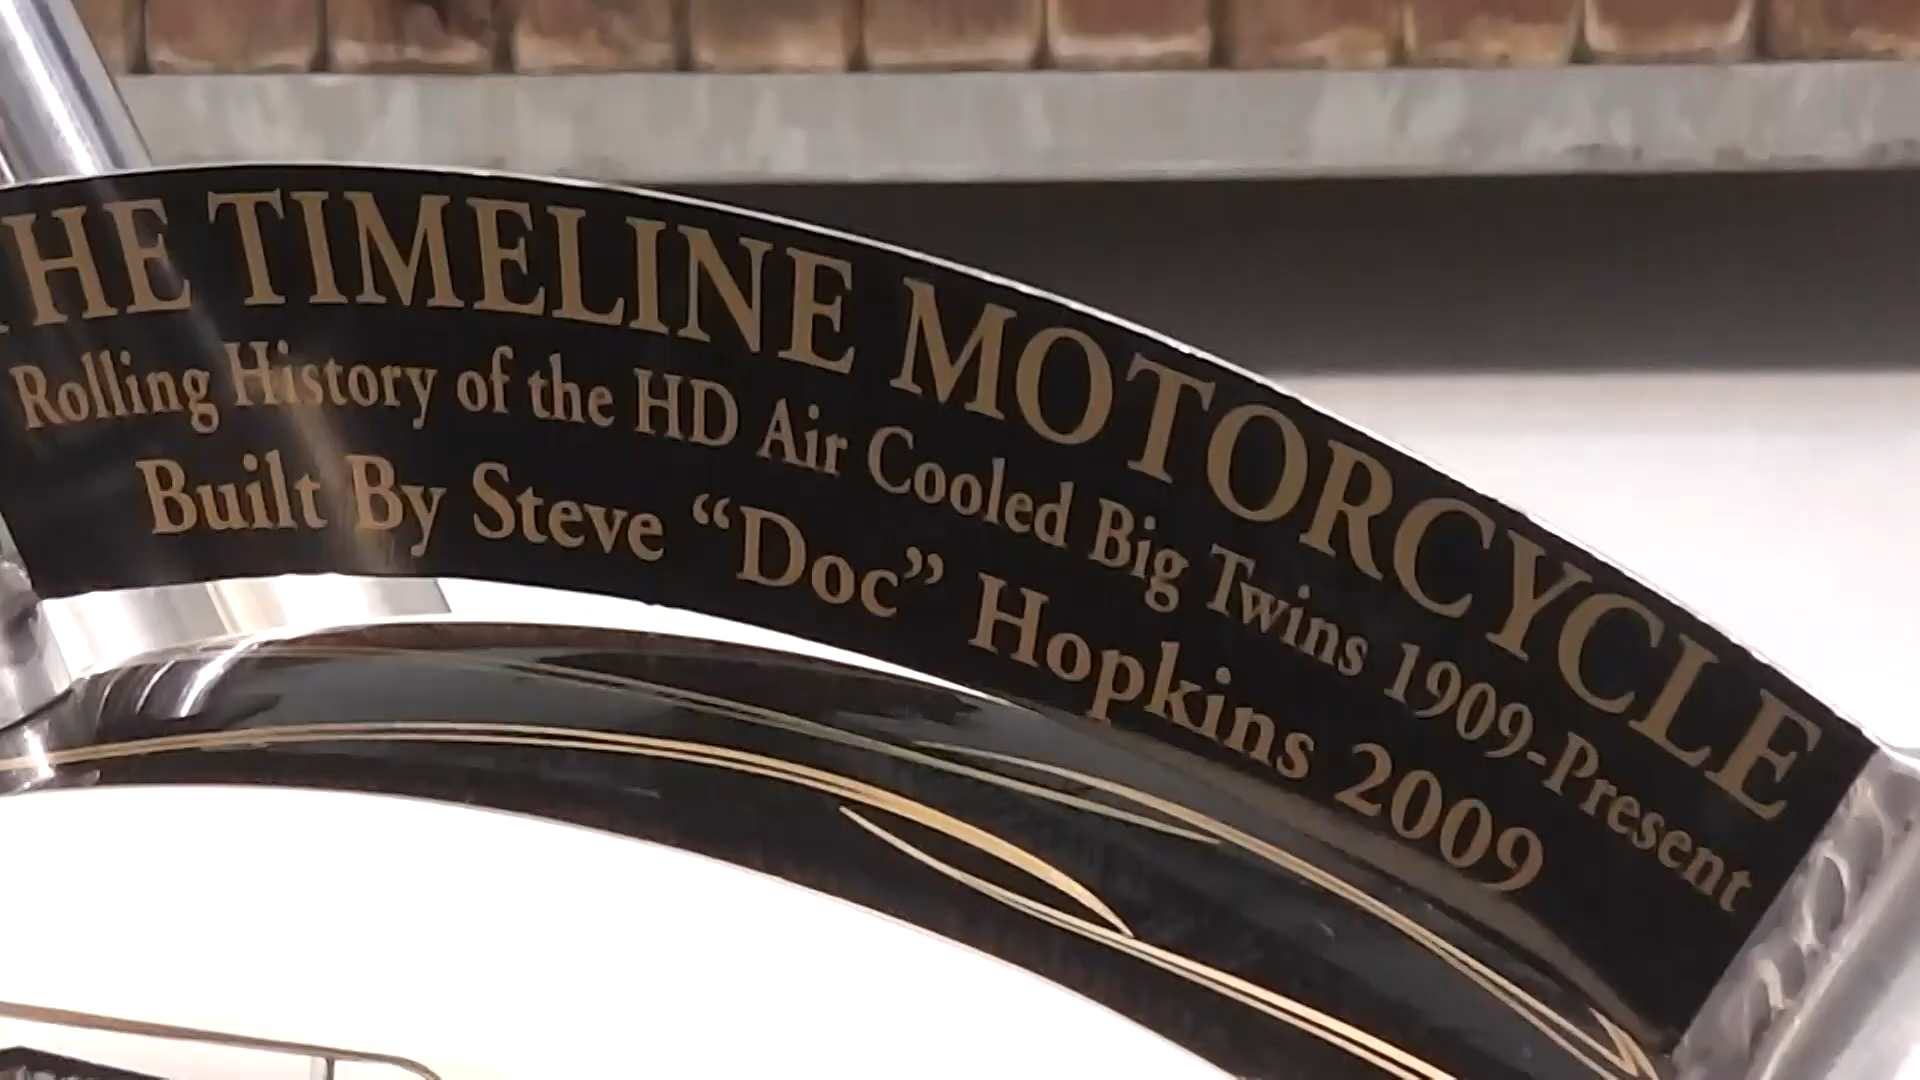 THE TIMELINE MOTORCYCLE
Rolling History of the HD Air Cooled Big Twins 1909-Present
Built By Steve “Doc” Hopkins 2009